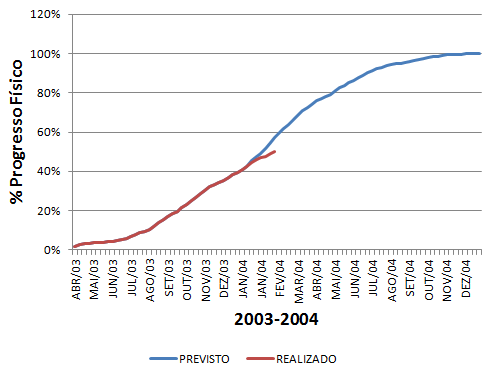 120%
100%
80%
60%
40%
20%
0%
% Progresso Físico
ABR/03
MAI/03
JUN/03
JUL/03
AGO/03
SET/03
OUT/03
NOV/03
DEZ/03
JAN/04
JAN/04
FEV/04
MAR/04
ABR/04
MAI/04
JUN/04
JUL/04
AGO/04
SET/04
OUT/04
NOV/04
DEZ/04
2003-2004
PREVISTO
REALIZADO